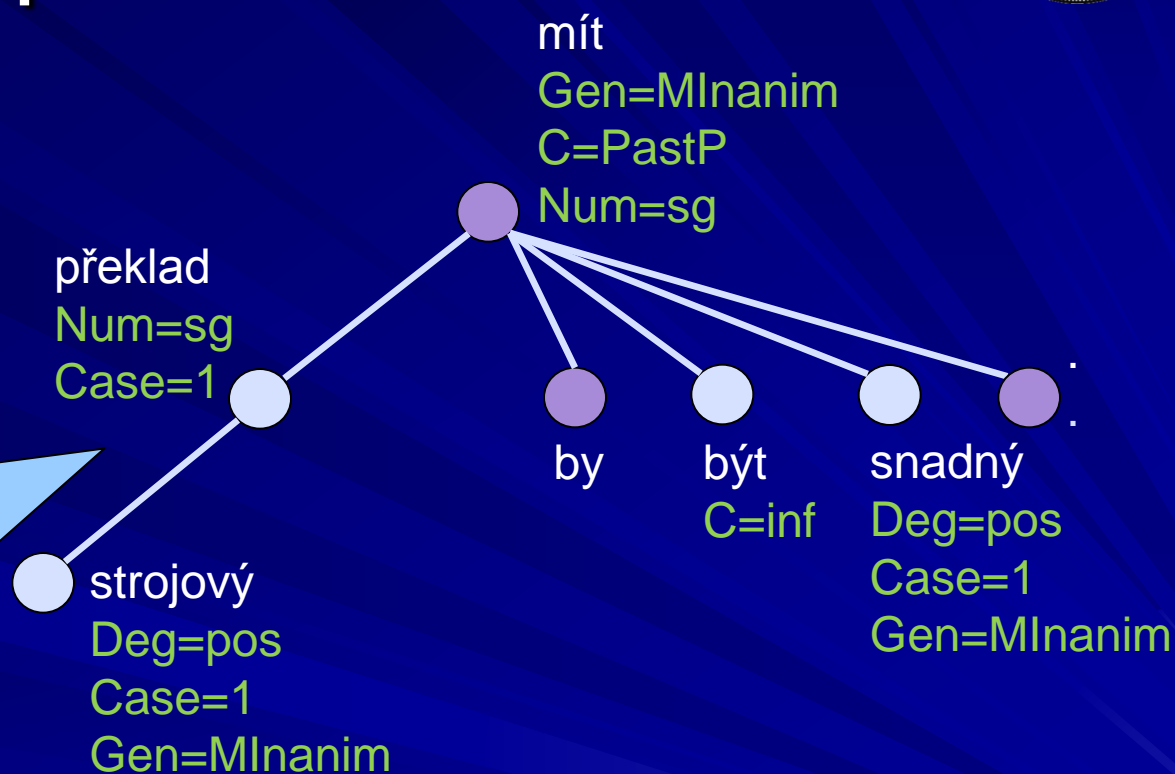 mít
Gen=MInanim
C=PastP
Num=sg
překlad
Num=sg
Case=1
.
.
by
být
C=inf
snadný
Deg=pos
Case=1
Gen=MInanim
strojový
Deg=pos
Case=1
Gen=MInanim